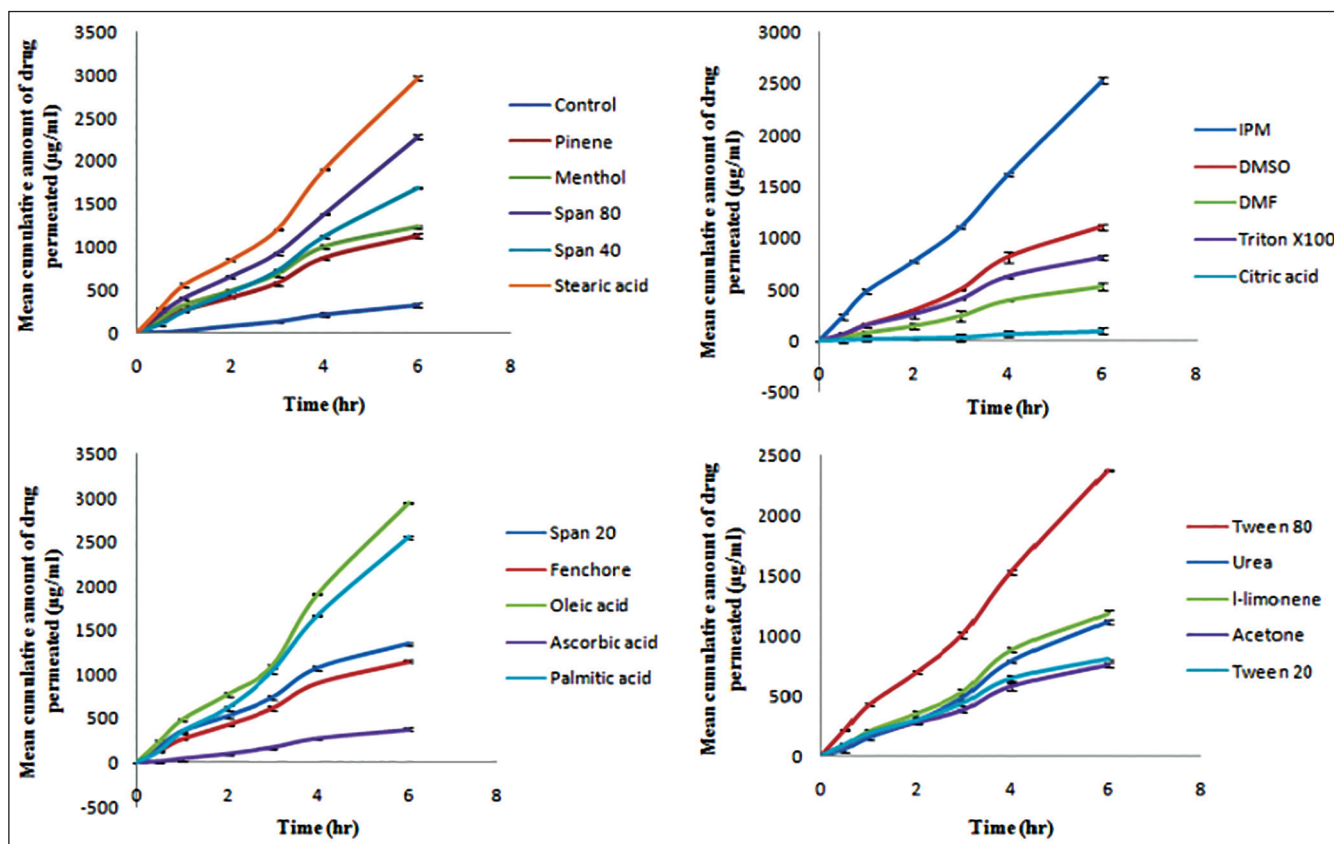 Mean cumulative amount of drug
permeated (µg/ml)
3500
3000
2500
2000
1500
1000
500
0
0 2 4 6 8
Time (hr)
Control
Pinene
Menthol
Span 80
Span 40
Stearic acid
Mean cumulative amount of drug
permeated (µg/ml)
3000
2500
2000
1500
1000
500
0
-500
0 2 4 6 8
Time (hr)
IPM
DMSO
DMF
Triton X100
Citric acid
Mean cumulative amount of drug
permeated (µg/ml)
3500
3000
2500
2000
1500
1000
500
0
-500
0 2 4 6 8
Time (hr)
Span 20
Fenchore
Oleic acid
Ascorbic acid
Palmitic acid
Mean cumulative amount of drug
permeated (µg/ml)
2500
2000
1500
1000
500
0
0 2 4 6 8
Time (hr)
Tween 80
Urea
l-limonene
Acetone
Tween 20